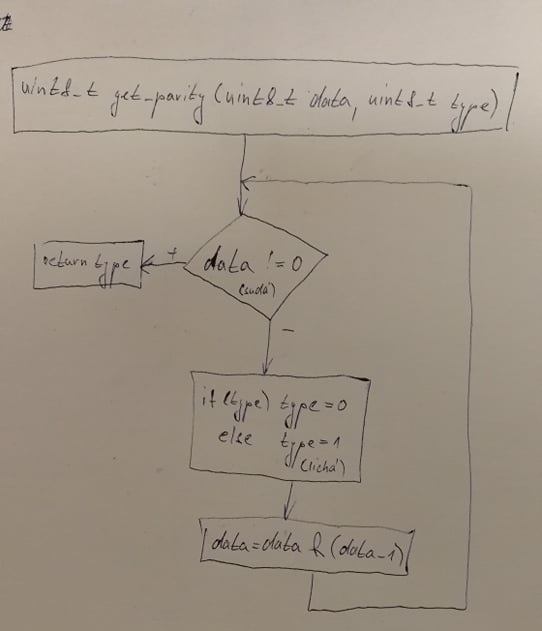 uint8_t get_parity (uint8_t data, uint8_t type)
return type
+
data != 0
(sudá)
–
if (type) type=0
else type=1
(lichá)
data=data & (data-1)